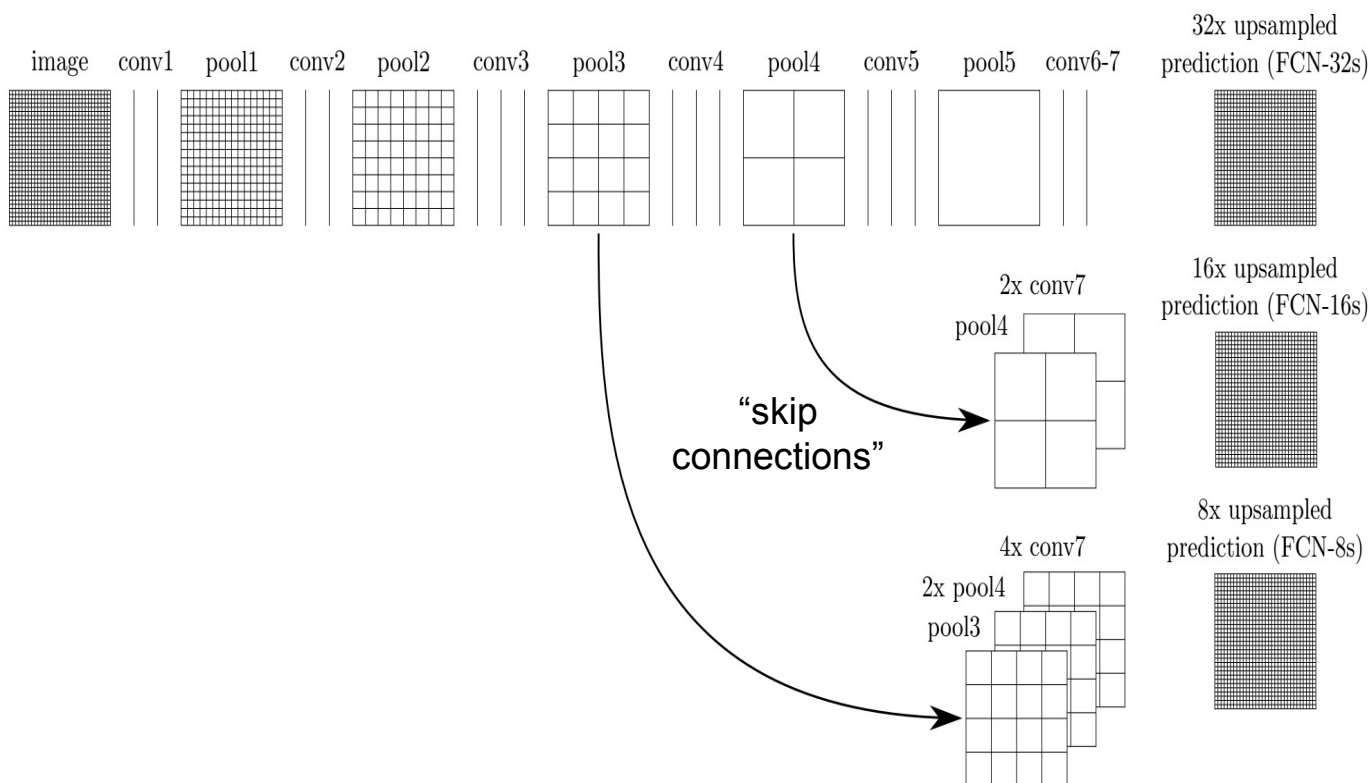 image conv1 pool1 conv2 pool2 conv3 pool3 conv4 pool4 conv5 pool5 conv6-7
32x upsampled
prediction (FCN-32s)
2x conv7
pool4
16x upsampled
prediction (FCN-16s)
“skip
connections”
4x conv7
2x pool4
pool3
8x upsampled
prediction (FCN-8s)